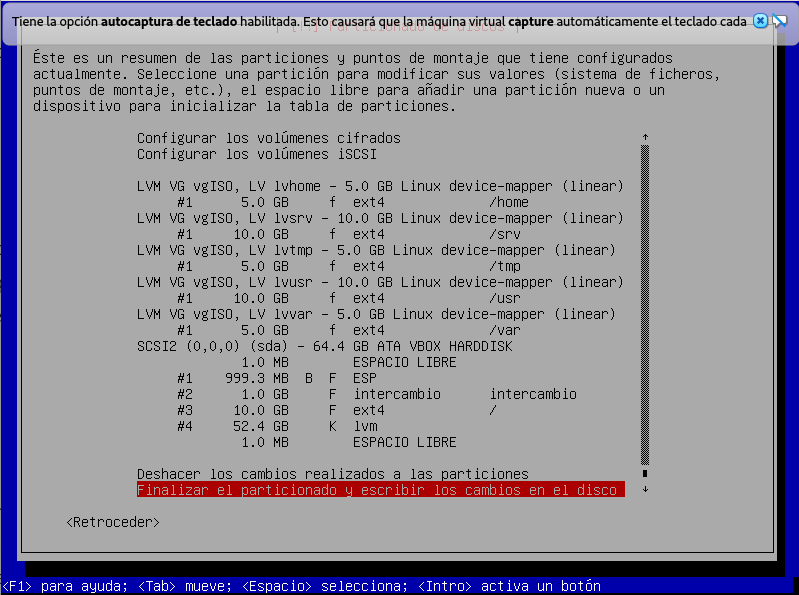 Tiene la opción autocaptura de teclado habilitada. Esto causará que la máquina virtual capture automáticamente el teclado cada
[!!] Particionado de discos
Éste es un resumen de las particiones y puntos de montaje que tiene configurados
actualmente. Seleccione una partición para modificar sus valores (sistema de ficheros,
puntos de montaje, etc.), el espacio libre para añadir una partición nueva o un
dispositivo para inicializar la tabla de particiones.
Configurar los volúmenes cifrados
Configurar los volúmenes iSCSI
LVM VG vgISO, LV lvhome - 5.0 GB Linux device-mapper (linear)
#1 5.0 GB f ext4 /home
LVM VG vgISO, LV lvsrv - 10.0 GB Linux device-mapper (linear)
#1 10.0 GB f ext4 /srv
LVM VG vgISO, LV lvtmp - 5.0 GB Linux device-mapper (linear)
#1 5.0 GB f ext4 /tmp
LVM VG vgISO, LV lvusr - 10.0 GB Linux device-mapper (linear)
#1 10.0 GB f ext4 /usr
LVM VG vgISO, LV lvvar - 5.0 GB Linux device-mapper (linear)
#1 5.0 GB f ext4 /var
SCSI2 (0,0,0) (sda) - 64.4 GB ATA VBOX HARDDISK
1.0 MB ESPACIO LIBRE
#1 999.3 MB B F ESP
#2 1.0 GB F intercambio intercambio
#3 10.0 GB F ext4 /
#4 52.4 GB K lvm
1.0 MB ESPACIO LIBRE
Deshacer los cambios realizados a las particiones
Finalizar el particionado y escribir los cambios en el disco
<Retroceder>
<F1> para ayuda; <Tab> mueve; <Espacio> selecciona; <Intro> activa un botón